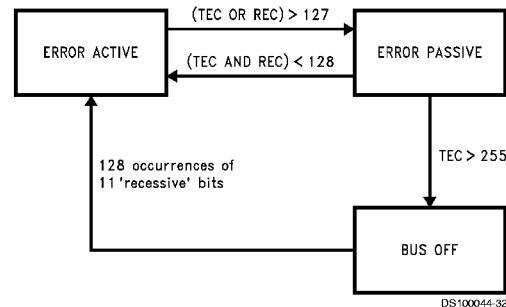 (TEC OR REC) > 127
ERROR ACTIVE
ERROR PASSIVE
(TEC AND REC) < 128
128 occurrences of
11 'recessive' bits
TEC > 255
BUS OFF
DS100044-32